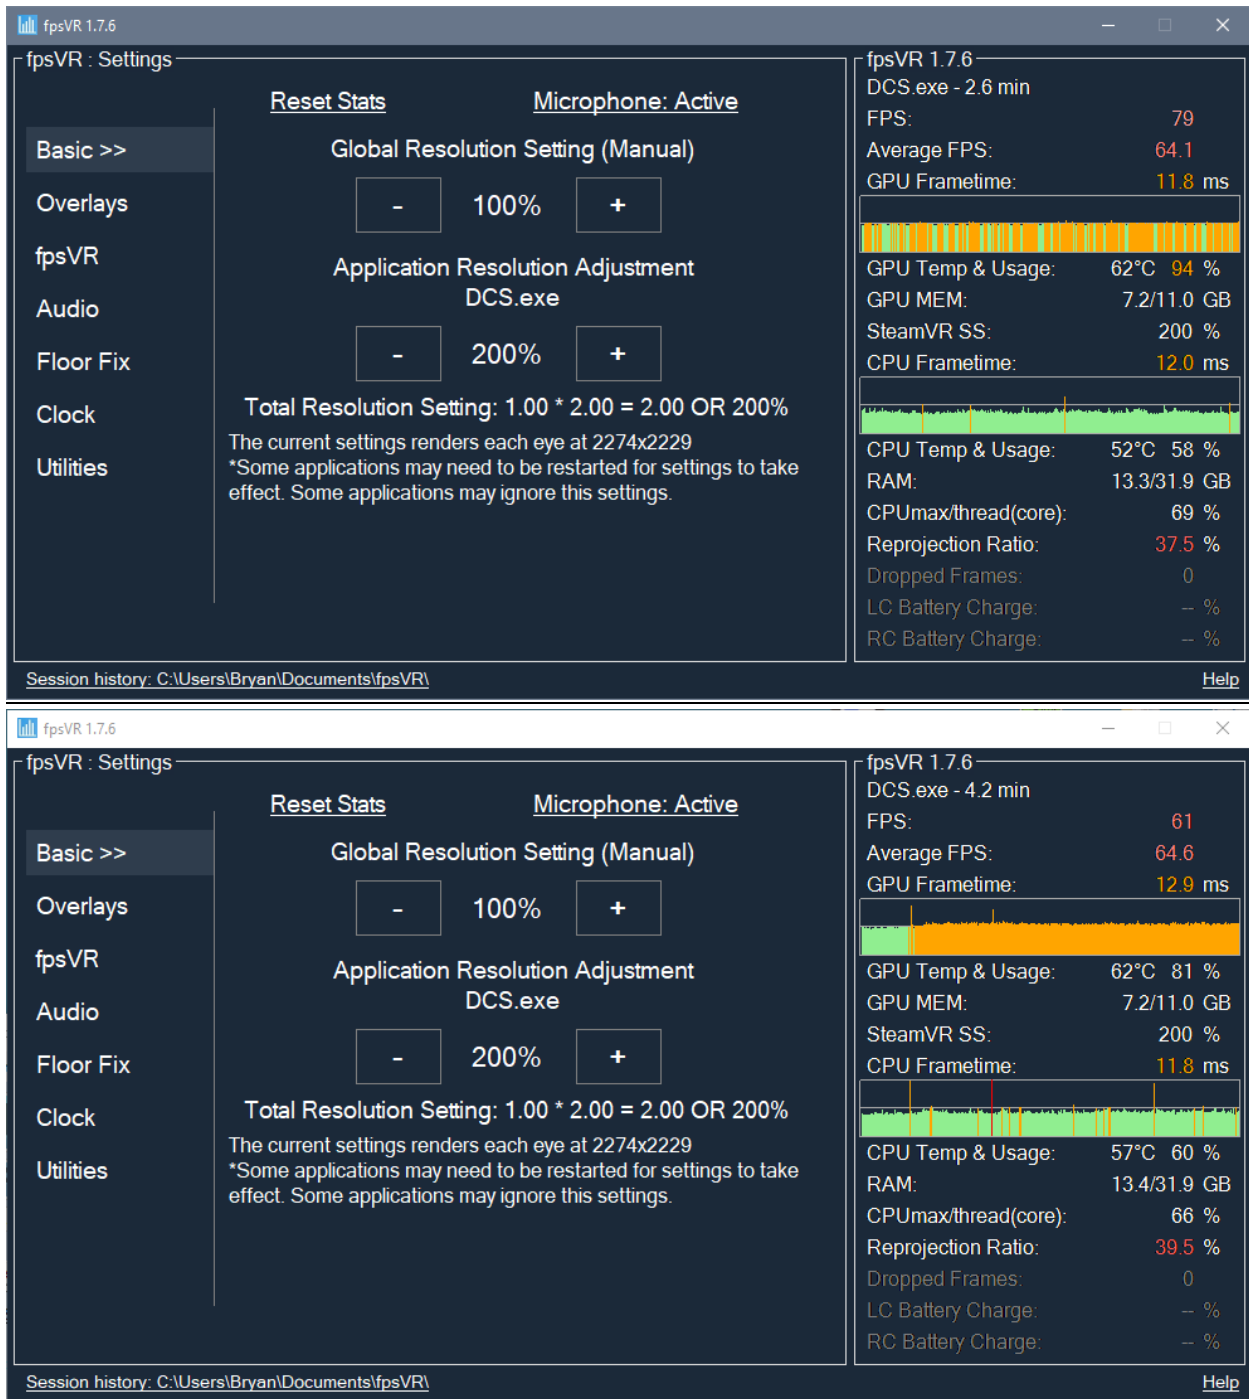 fpsVR 1.7.6
fpsVR : Settings
Reset Stats Microphone: Active
Basic >>
Overlays
fpsVR
Audio
Floor Fix
Clock
Utilities
Global Resolution Setting (Manual)
- 100% +
Application Resolution Adjustment
DCS.exe
- 200% +
Total Resolution Setting: 1.00 * 2.00 = 2.00 OR 200%
The current settings renders each eye at 2274x2229
*Some applications may need to be restarted for settings to take
effect. Some applications may ignore this settings.
fpsVR 1.7.6
DCS.exe - 2.6 min
FPS: 79
Average FPS: 64.1
GPU Frametime: 11.8 ms
GPU Temp & Usage: 62°C 94 %
GPU MEM: 7.2/11.0 GB
SteamVR SS: 200 %
CPU Frametime: 12.0 ms
CPU Temp & Usage: 52°C 58 %
RAM: 13.3/31.9 GB
CPUmax/thread(core): 69 %
Reprojection Ratio: 37.5 %
Dropped Frames: 0
LC Battery Charge: -- %
RC Battery Charge: -- %
Session history: C:\Users\Bryan\Documents\fpsVR\ Help
fpsVR 1.7.6
fpsVR : Settings
Reset Stats Microphone: Active
Basic >>
Overlays
fpsVR
Audio
Floor Fix
Clock
Utilities
Global Resolution Setting (Manual)
- 100% +
Application Resolution Adjustment
DCS.exe
- 200% +
Total Resolution Setting: 1.00 * 2.00 = 2.00 OR 200%
The current settings renders each eye at 2274x2229
*Some applications may need to be restarted for settings to take
effect. Some applications may ignore this settings.
fpsVR 1.7.6
DCS.exe - 4.2 min
FPS: 61
Average FPS: 64.6
GPU Frametime: 12.9 ms
GPU Temp & Usage: 62°C 81 %
GPU MEM: 7.2/11.0 GB
SteamVR SS: 200 %
CPU Frametime: 11.8 ms
CPU Temp & Usage: 57°C 60 %
RAM: 13.4/31.9 GB
CPUmax/thread(core): 66 %
Reprojection Ratio: 39.5 %
Dropped Frames: 0
LC Battery Charge: -- %
RC Battery Charge: -- %
Session history: C:\Users\Bryan\Documents\fpsVR\ Help